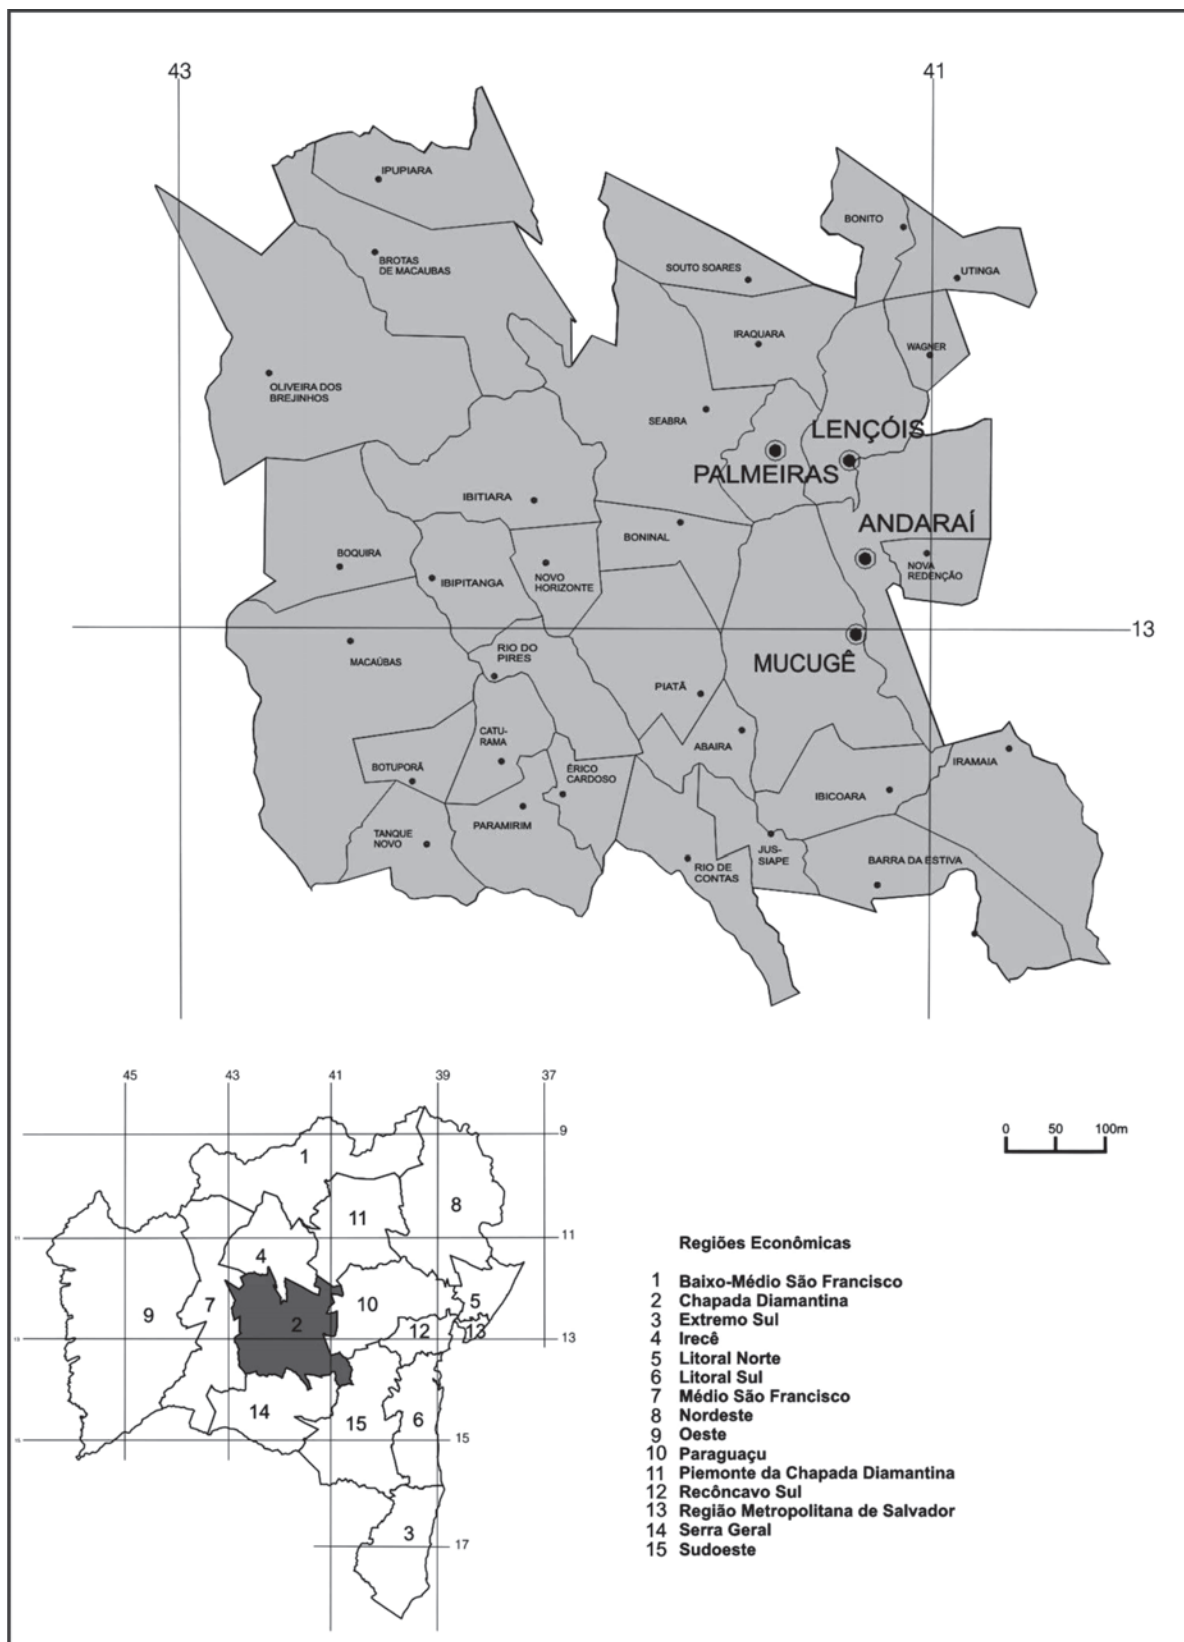 43
41
IPUPIARA
BONITO
BROTAS
DE MACAUBAS
SOUTO SOARES
UTINGA
IRAQUARA
WAGNER
OLIVEIRA DOS
BREJINHOS
SEABRA
LENÇÓIS
PALMEIRAS
IBITIARA
ANDARAÍ
BONINAL
BOQUIRA
IBIPITANGA
NOVO
HORIZONTE
NOVA
REDENÇÃO
13
RIO DO
PIRES
MACAÚBAS
MUCUGÊ
PIATÃ
CATU-
RAMA
ABAIRA
IRAMAIA
BOTUPORÃ
ÉRICO
CARDOSO
IBICOARA
PARAMIRIM
TANQUE
NOVO
JUS-
SIAPE
BARRA DA ESTIVA
RIO DE
CONTAS
45
43
41
39
37
9
1
8
11
11
11
4
7
9
10
5
2
12
13
13
13
14
15
6
15
15
3
17
0
50
100m
Regiões Econômicas
1 Baixo-Médio São Francisco
2 Chapada Diamantina
3 Extremo Sul
4 Irecê
5 Litoral Norte
6 Litoral Sul
7 Médio São Francisco
8 Nordeste
9 Oeste
10 Paraguaçu
11 Piemonte da Chapada Diamantina
12 Recôncavo Sul
13 Região Metropolitana de Salvador
14 Serra Geral
15 Sudoeste